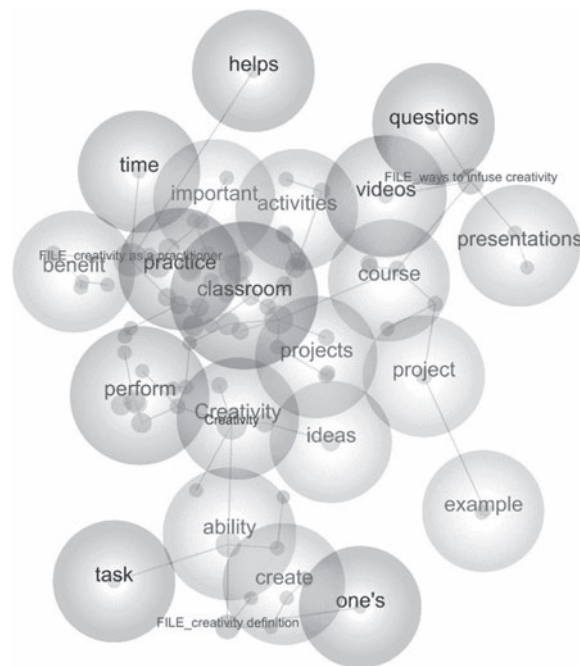 helps
questions
time
FILE_ways to infuse creativity
important
videos
activities
presentations
FILE_creativity as a practitioner
benefit
practice
course
classroom
projects
project
perform
Creativity
Creativity
ideas
example
ability
task
create
one's
FILE_creativity definition